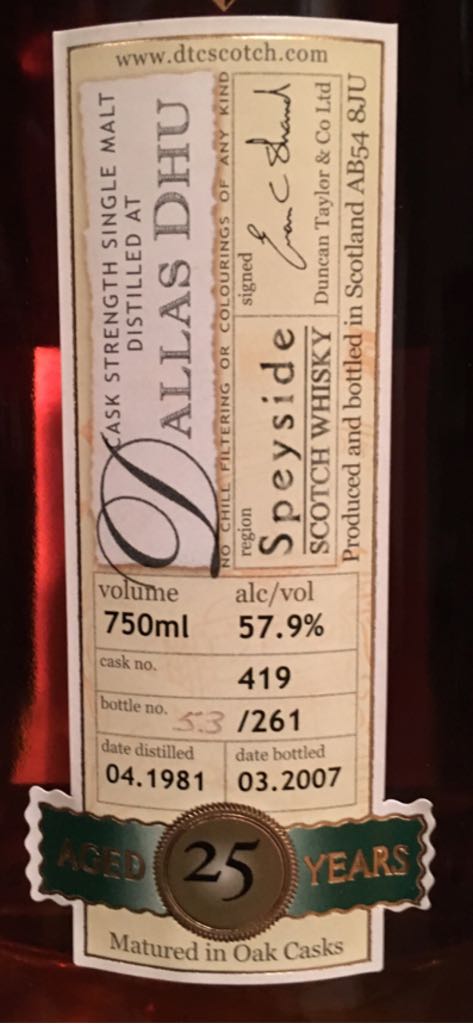 www.dtcscotch.com
CASK STRENGTH SINGLE MALT
DISTILLED AT
DALLAS DHU
NO CHILL FILTERING OR COLOURINGS OF ANY KIND
region
Speyside
SCOTCH WHISKY
signed
Euan C Shand
Duncan Taylor & Co Ltd
Produced and bottled in Scotland AB54 8JU
volume
750ml
alc/vol
57.9%
cask no.
419
bottle no. 53 /261
date distilled
04.1981
date bottled
03.2007
AGED 25 YEARS
Matured in Oak Casks